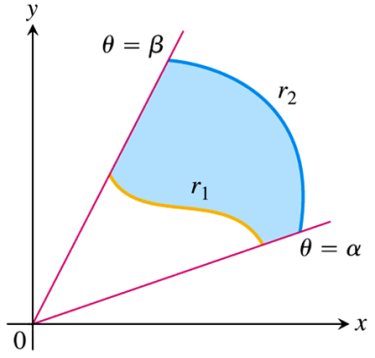 y
θ = β
r₂
r₁
θ = α
x
0